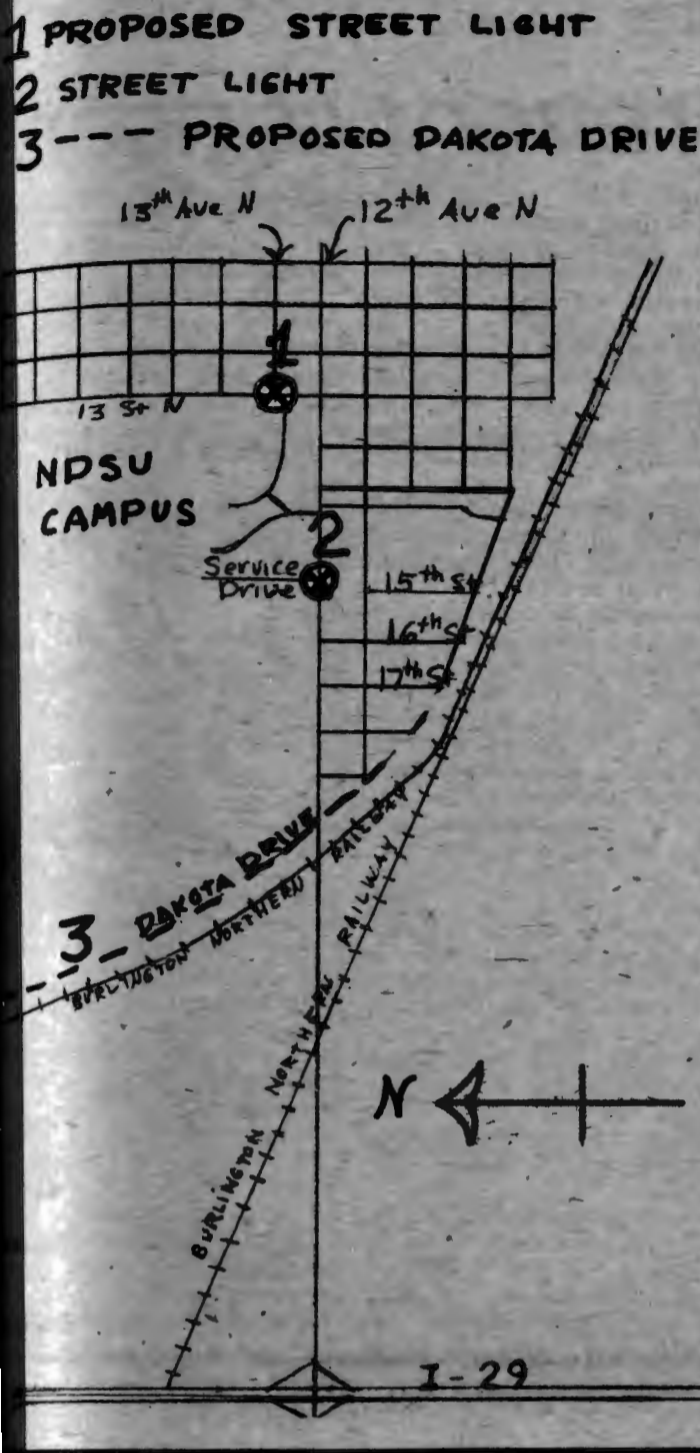 1 PROPOSED STREET LIGHT
2 STREET LIGHT
3 --- PROPOSED DAKOTA DRIVE
13th Ave N
12th Ave N
1
13 St N
NDSU
CAMPUS
2
Service
Drive
15th St
16th St
17th St
3 DAKOTA DRIVE
BURLINGTON NORTHERN RAILWAY
BURLINGTON NORTHERN RAILWAY
N
I-29